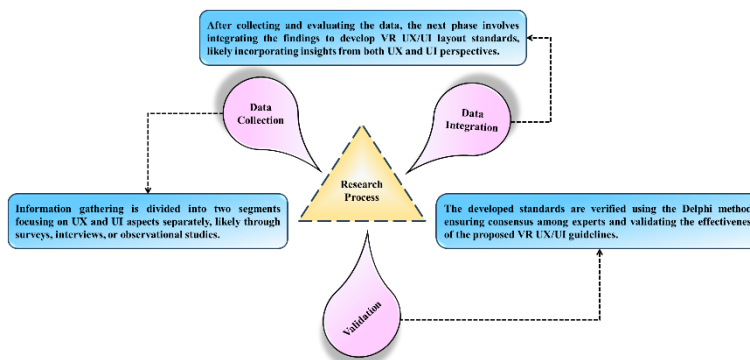 After collecting and evaluating the data, the next phase involves
integrating the findings to develop VR UX/UI layout standards,
likely incorporating insights from both UX and UI perspectives.
Data
Collection
Data
Integration
Research
Process
Information gathering is divided into two segments
focusing on UX and UI aspects separately, likely through
surveys, interviews, or observational studies.
The developed standards are verified using the Delphi method
ensuring consensus among experts and validating the effectivenes
of the proposed VR UX/UI guidelines.
Validation